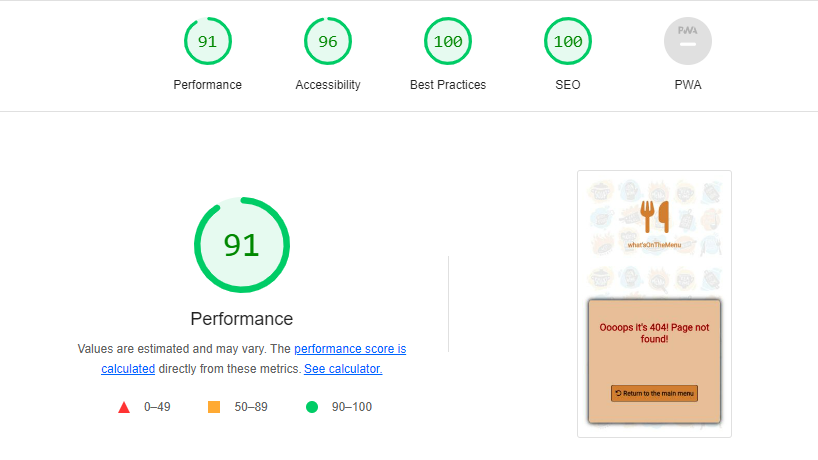 91
96
100
100
PWA
Performance
Accessibility
Best Practices
SEO
PWA
91
Performance
Values are estimated and may vary. The performance score is
calculated directly from these metrics. See calculator.
0–49
50–89
90–100
what'sOnTheMenu
Oooops it's 404! Page not
found!
Return to the main menu